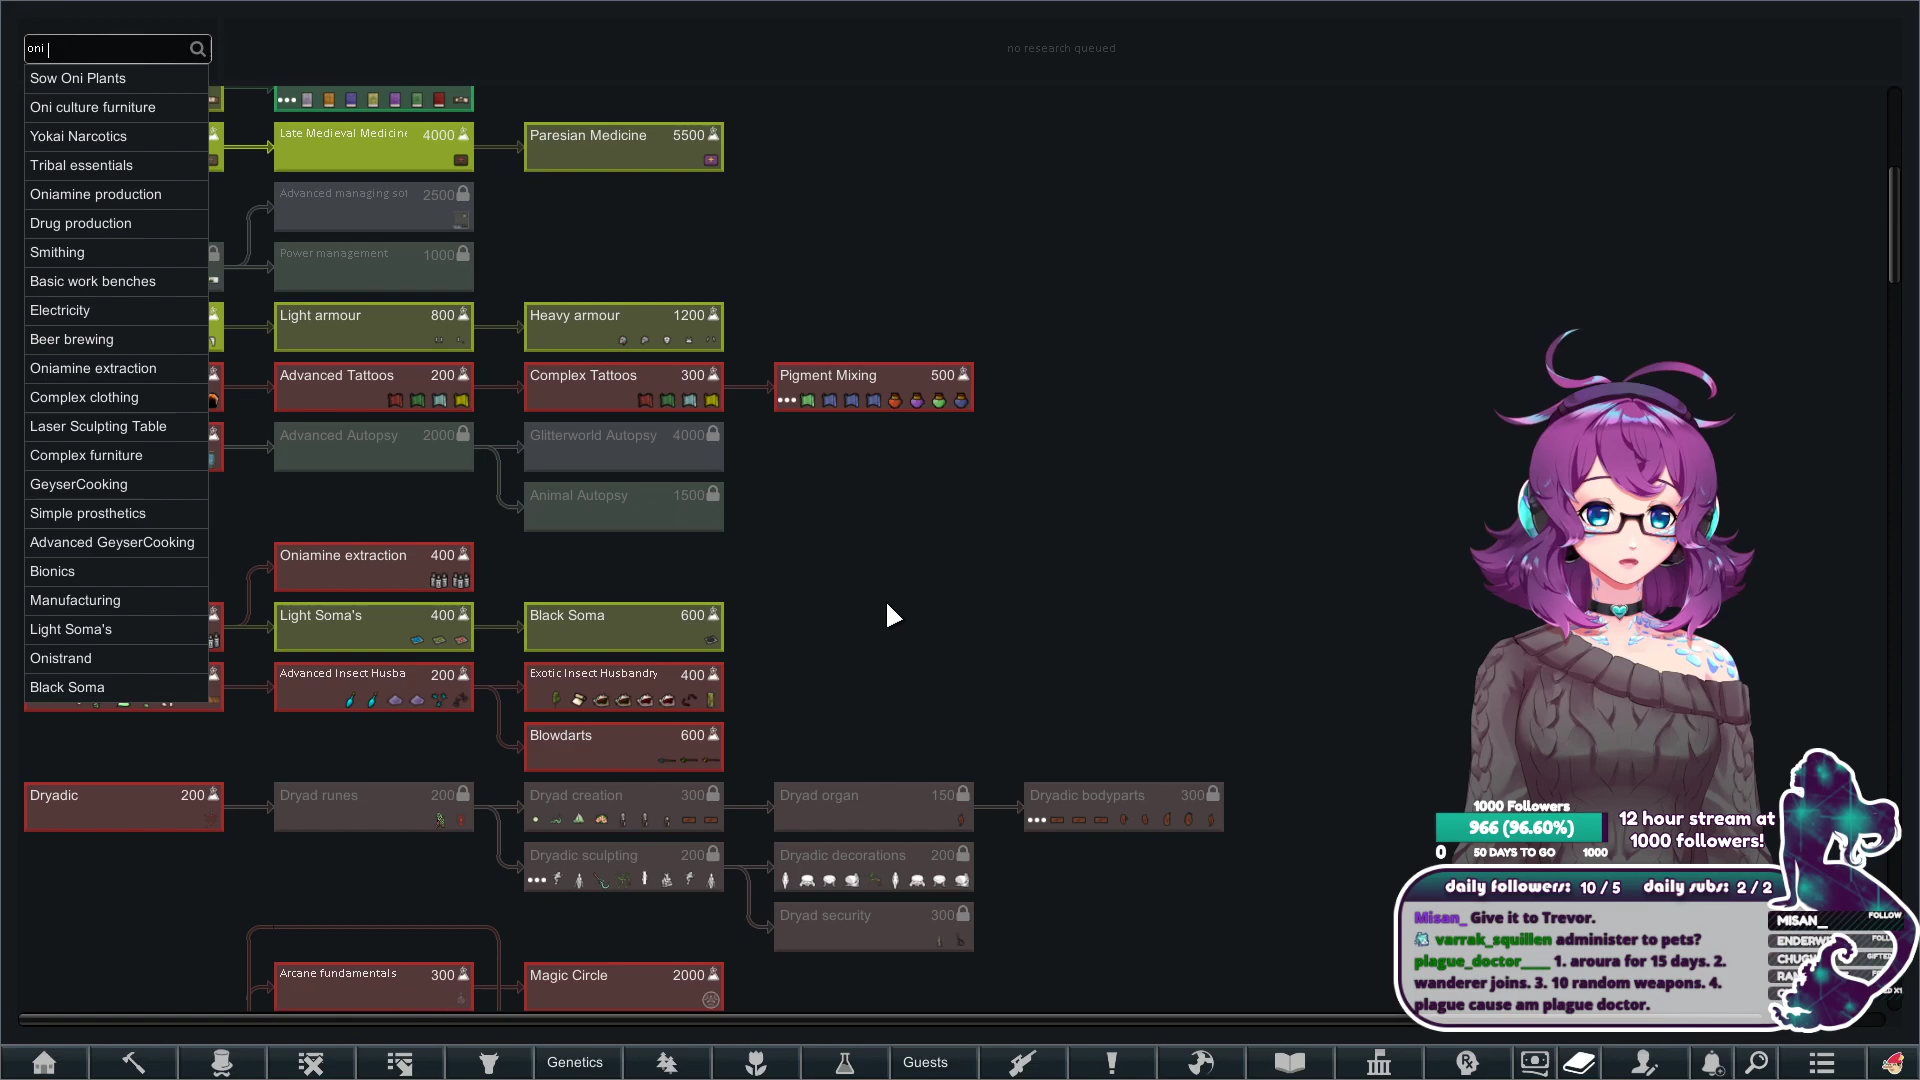 oni
no research queued
Sow Oni Plants
Oni culture furniture
Yokai Narcotics
Tribal essentials
Oniamine production
Drug production
Smithing
Basic work benches
Electricity
Beer brewing
Oniamine extraction
Complex clothing
Laser Sculpting Table
Complex furniture
GeyserCooking
Simple prosthetics
Advanced GeyserCooking
Bionics
Manufacturing
Light Soma's
Onistrand
Black Soma
Late Medieval Medicine 4000
Paresian Medicine 5500
Advanced managing sof 2500
Power management 1000
Light armour 800
Heavy armour 1200
Advanced Tattoos 200
Complex Tattoos 300
Pigment Mixing 500
Advanced Autopsy 2000
Glitterworld Autopsy 4000
Animal Autopsy 1500
Oniamine extraction 400
Light Soma's 400
Black Soma 600
Advanced Insect Husba 200
Exotic Insect Husbandry 400
Blowdarts 600
Dryadic 200
Dryad runes 200
Dryad creation 300
Dryad organ 150
Dryadic bodyparts 300
Dryadic sculpting 200
Dryadic decorations 200
Dryad security 300
Arcane fundamentals 300
Magic Circle 2000
1000 Followers
966 (96.60%)
0 50 DAYS TO GO 1000
12 hour stream at
1000 followers!
daily followers: 10 / 5 daily subs: 2 / 2
Misan_ Give it to Trevor.
varrak_squilien administer to pets?
plague_doctor____ 1. aroura for 15 days. 2.
wanderer joins. 3. 10 random weapons. 4.
plague cause am plague doctor.
MISAN_ FOLLOW
Genetics
Guests